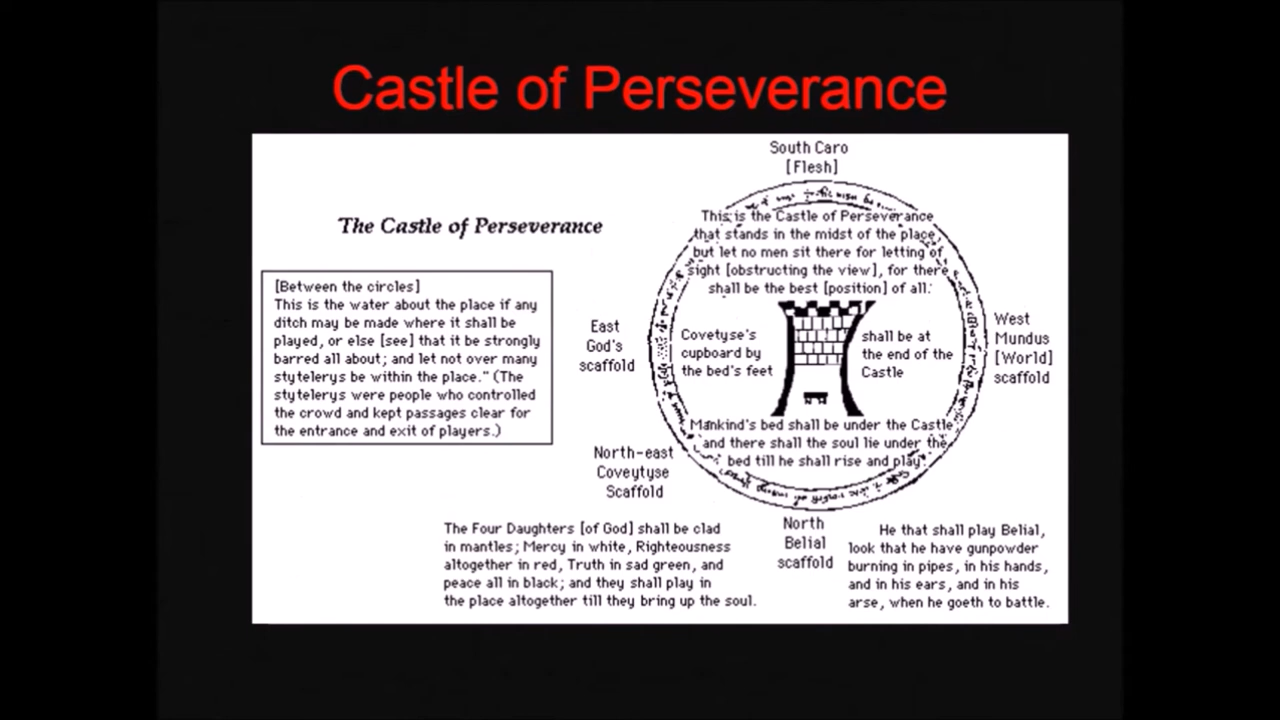 Castle of Perseverance
The Castle of Perseverance
[Between the circles]
This is the water about the place if any
ditch may be made where it shall be
played, or else [see] that it be strongly
barred all about; and let not over many
stytelerys be within the place." (The
stytelerys were people who controlled
the crowd and kept passages clear for
the entrance and exit of players.)
South Caro
[Flesh]
This is the Castle of Perseverance
that stands in the midst of the place,
but let no men sit there for letting of
sight [obstructing the view], for there
shall be the best [position] of all.
East
God's
scaffold
Covetyse's
cupboard by
the bed's feet
shall be at
the end of the
Castle
West
Mundus
[World]
scaffold
Mankind's bed shall be under the Castle
and there shall the soul lie under the
bed till he shall rise and play.
North-east
Coveytyse
Scaffold
North
Belial
scaffold
The Four Daughters [of God] shall be clad
in mantles; Mercy in white, Righteousness
altogether in red, Truth in sad green, and
peace all in black; and they shall play in
the place altogether till they bring up the soul.
He that shall play Belial,
look that he have gunpowder
burning in pipes, in his hands,
and in his ears, and in his
arse, when he goeth to battle.